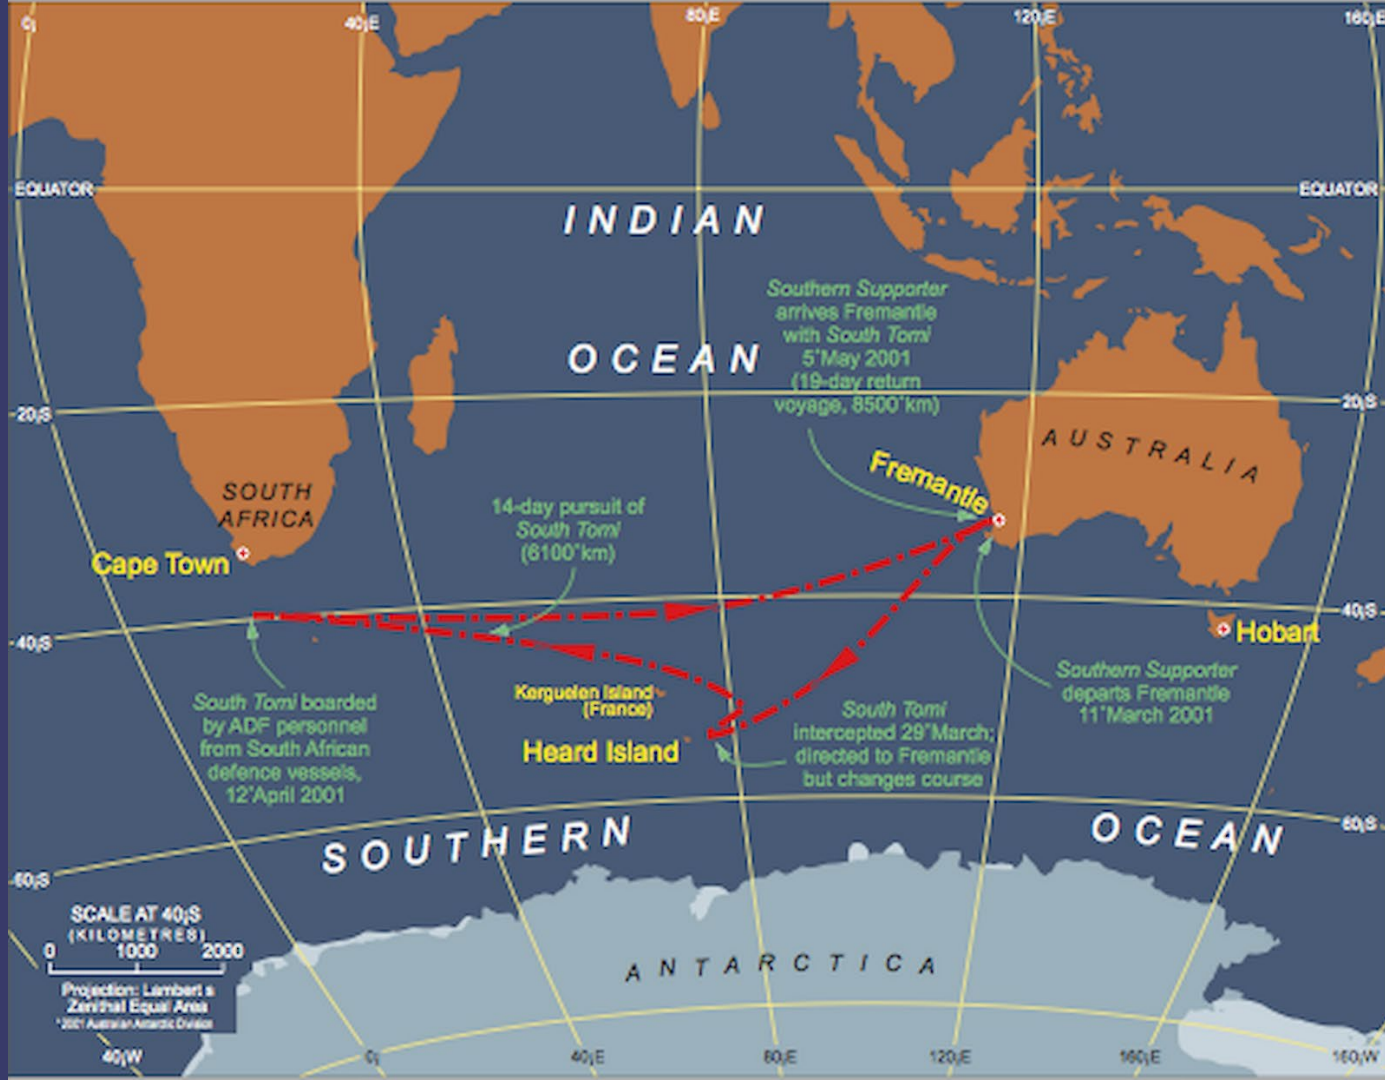 0¡
40¡E
80¡E
120¡E
160¡E
EQUATOR
EQUATOR
INDIAN
OCEAN
Southern Supporter
arrives Fremantle
with South Tomi
5˚May 2001
(19-day return
voyage, 8500˚km)
20¡S
20¡S
AUSTRALIA
Fremantle
SOUTH
AFRICA
Cape Town
14-day pursuit of
South Tomi
(6100˚km)
40¡S
40¡S
Hobart
South Tomi boarded
by ADF personnel
from South African
defence vessels,
12˚April 2001
Kerguelen Island
(France)
Heard Island
South Tomi
intercepted 29˚March;
directed to Fremantle
but changes course
Southern Supporter
departs Fremantle
11˚March 2001
SOUTHERN
OCEAN
60¡S
60¡S
SCALE AT 40¡S
(KILOMETRES)
0 1000 2000
Projection: Lambert s
Zenithal Equal Area
˚2001 Australian Antarctic Division
ANTARCTICA
40¡W
0¡
40¡E
80¡E
120¡E
160¡E
160¡W